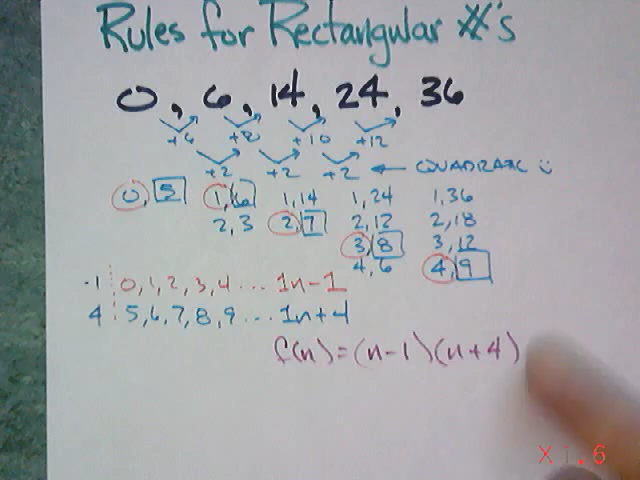 Rules for Rectangular #'s
0, 6, 14, 24, 36
+6 +8 +10 +12
+2 +2 +2 ← QUADRATIC
0, 5 1, 6 1, 14 1, 24 1, 36
2, 3 2, 7 2, 12 2, 18
3, 8 3, 12
4, 6 4, 9
-1 0, 1, 2, 3, 4 ... 1n-1
4 5, 6, 7, 8, 9 ... 1n+4
f(n) = (n-1)(n+4)
X1.6